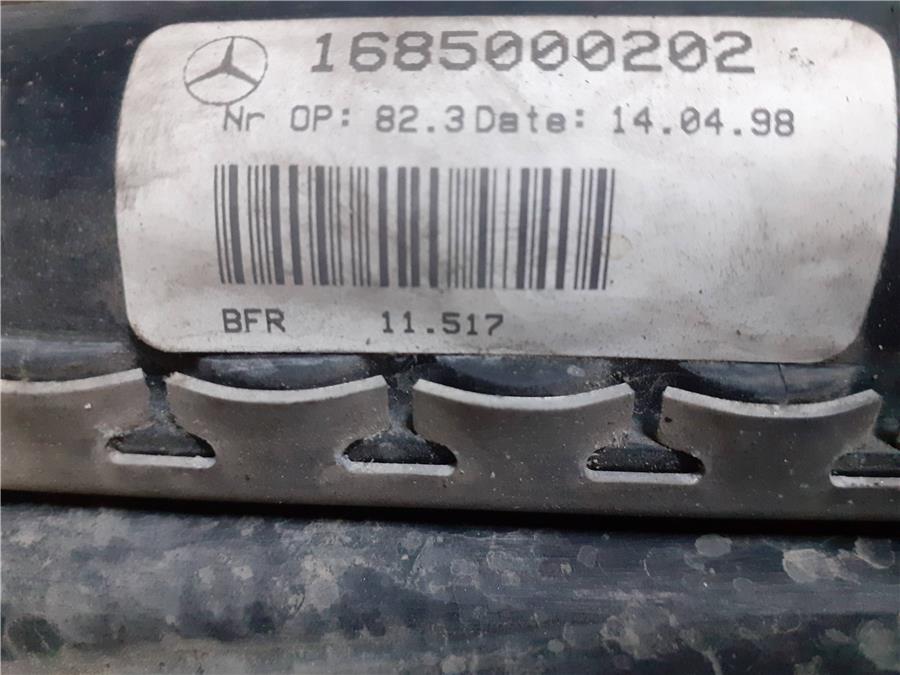 1685000202
Nr OP: 82.3 Date: 14.04.98
BFR 11.517